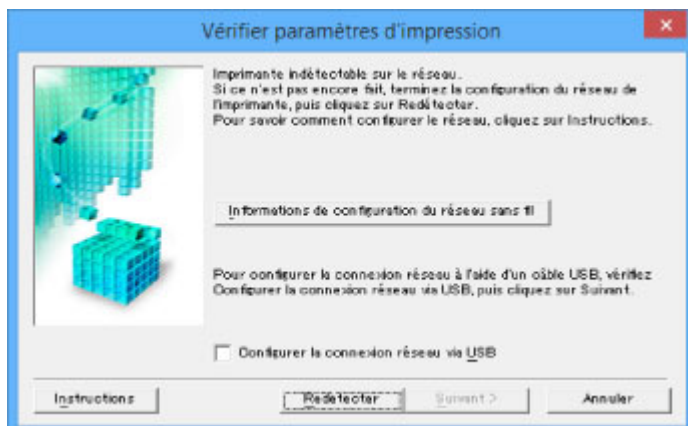 Vérifier paramètres d'impression
Imprimante indétectable sur le réseau.
Si ce n'est pas encore fait, terminez la configuration du réseau de
l'imprimante, puis cliquez sur Redétecter.
Pour savoir comment configurer le réseau, cliquez sur Instructions.
Informations de configuration du réseau sans fil
Pour configurer la connexion réseau à l'aide d'un câble USB, vérifiez
Configurer la connexion réseau via USB, puis cliquez sur Suivant.
Configurer la connexion réseau via USB
Instructions
Redétecter
Suivant >
Annuler